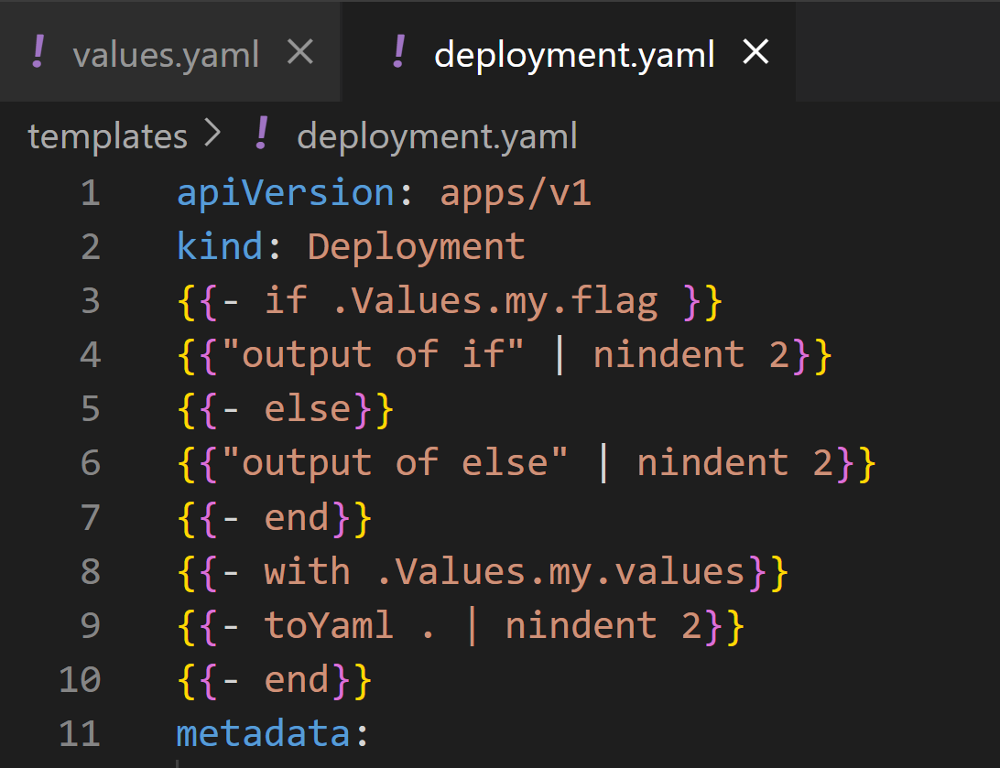 values.yaml × deployment.yaml ×
templates > deployment.yaml
1 apiVersion: apps/v1
2 kind: Deployment
3 {{- if .Values.my.flag }}
4 {{"output of if" | nindent 2}}
5 {{- else}}
6 {{"output of else" | nindent 2}}
7 {{- end}}
8 {{- with .Values.my.values}}
9 {{- toYaml . | nindent 2}}
10 {{- end}}
11 metadata: